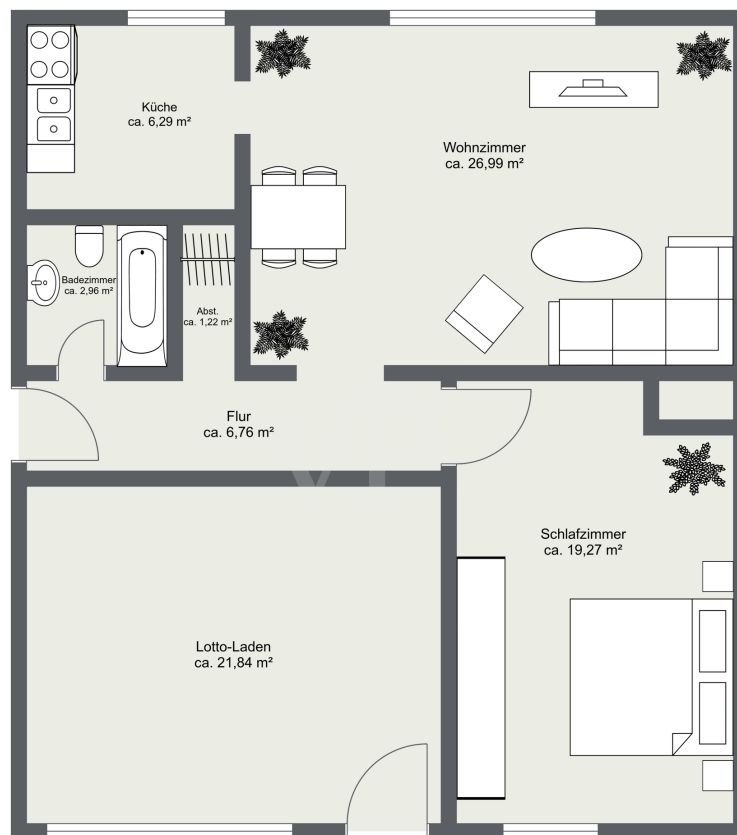 Küche
ca. 6,29 m²
Wohnzimmer
ca. 26,99 m²
Badezimmer
ca. 2,96 m²
Abst.
ca. 1,22 m²
Flur
ca. 6,76 m²
Schlafzimmer
ca. 19,27 m²
Lotto-Laden
ca. 21,84 m²